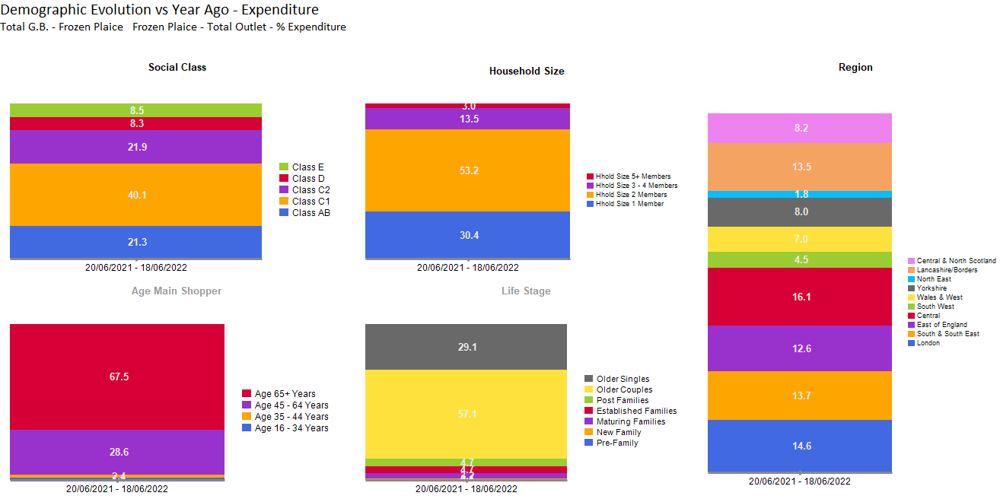 Demographic Evolution vs Year Ago - Expenditure
Total G.B. - Frozen Plaice   Frozen Plaice - Total Outlet - % Expenditure
Social Class
8.5
8.3
21.9
40.1
21.3
20/06/2021 - 18/06/2022
Class E
Class D
Class C2
Class C1
Class AB
Household Size
3.0
13.5
53.2
30.4
20/06/2021 - 18/06/2022
Hhold Size 5+ Members
Hhold Size 3 - 4 Members
Hhold Size 2 Members
Hhold Size 1 Member
Region
8.2
13.5
1.8
8.0
7.0
4.5
16.1
12.6
13.7
14.6
20/06/2021 - 18/06/2022
Central & North Scotland
Lancashire/Borders
North East
Yorkshire
Wales & West
South West
Central
East of England
South & South East
London
Age Main Shopper
67.5
28.6
20/06/2021 - 18/06/2022
Age 65+ Years
Age 45 - 64 Years
Age 35 - 44 Years
Age 16 - 34 Years
Life Stage
29.1
57.1
4.7
4.7
20/06/2021 - 18/06/2022
Older Singles
Older Couples
Post Families
Established Families
Maturing Families
New Family
Pre-Family